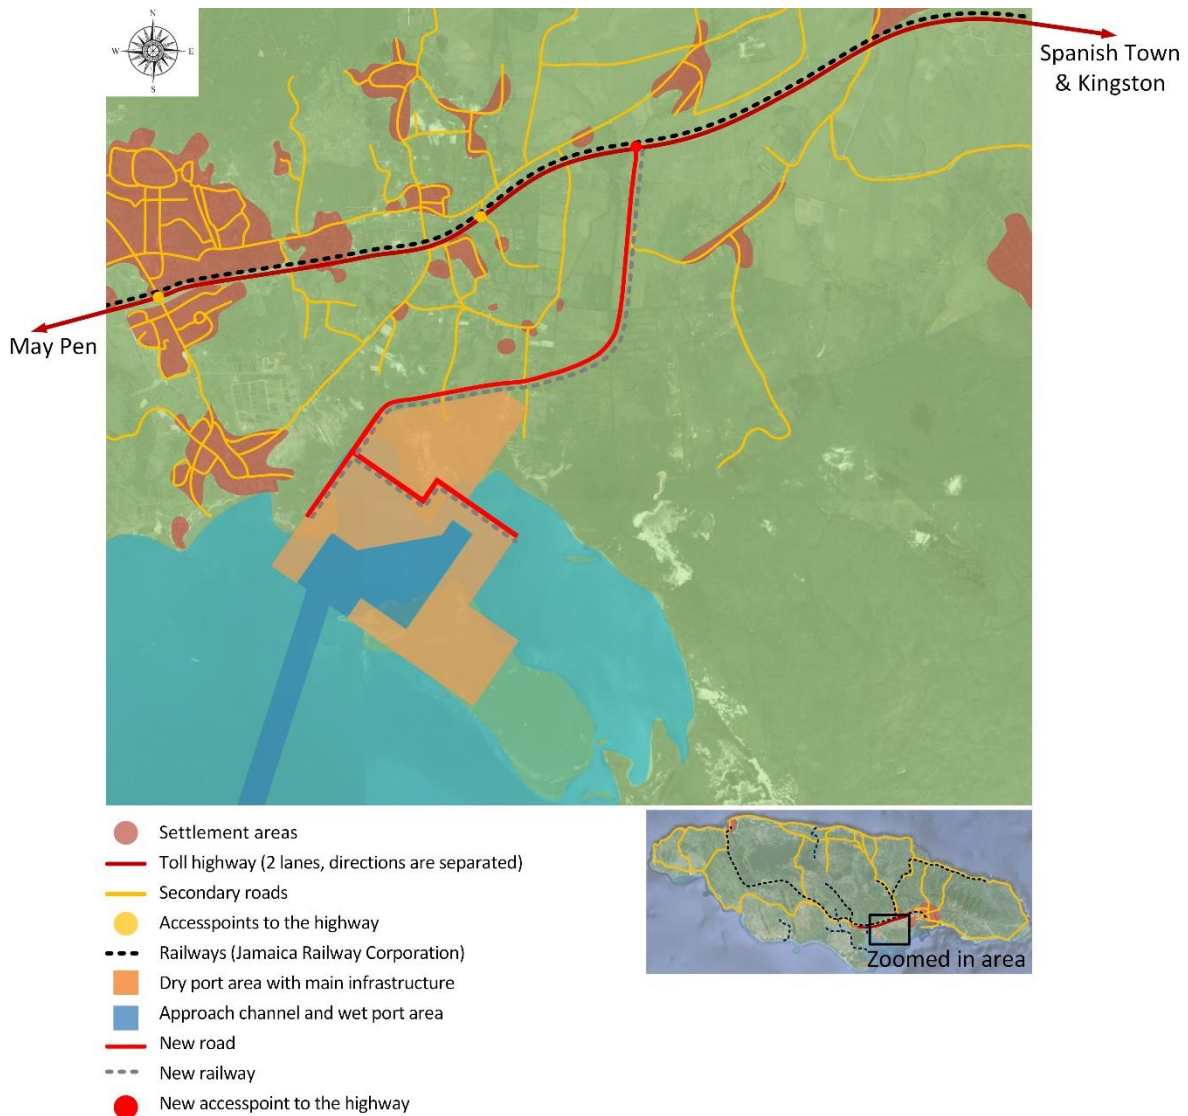 N
W
E
S
Spanish Town
& Kingston
May Pen
Settlement areas
Toll highway (2 lanes, directions are separated)
Secondary roads
Accesspoints to the highway
Railways (Jamaica Railway Corporation)
Dry port area with main infrastructure
Approach channel and wet port area
New road
New railway
New accesspoint to the highway
Zoomed in area